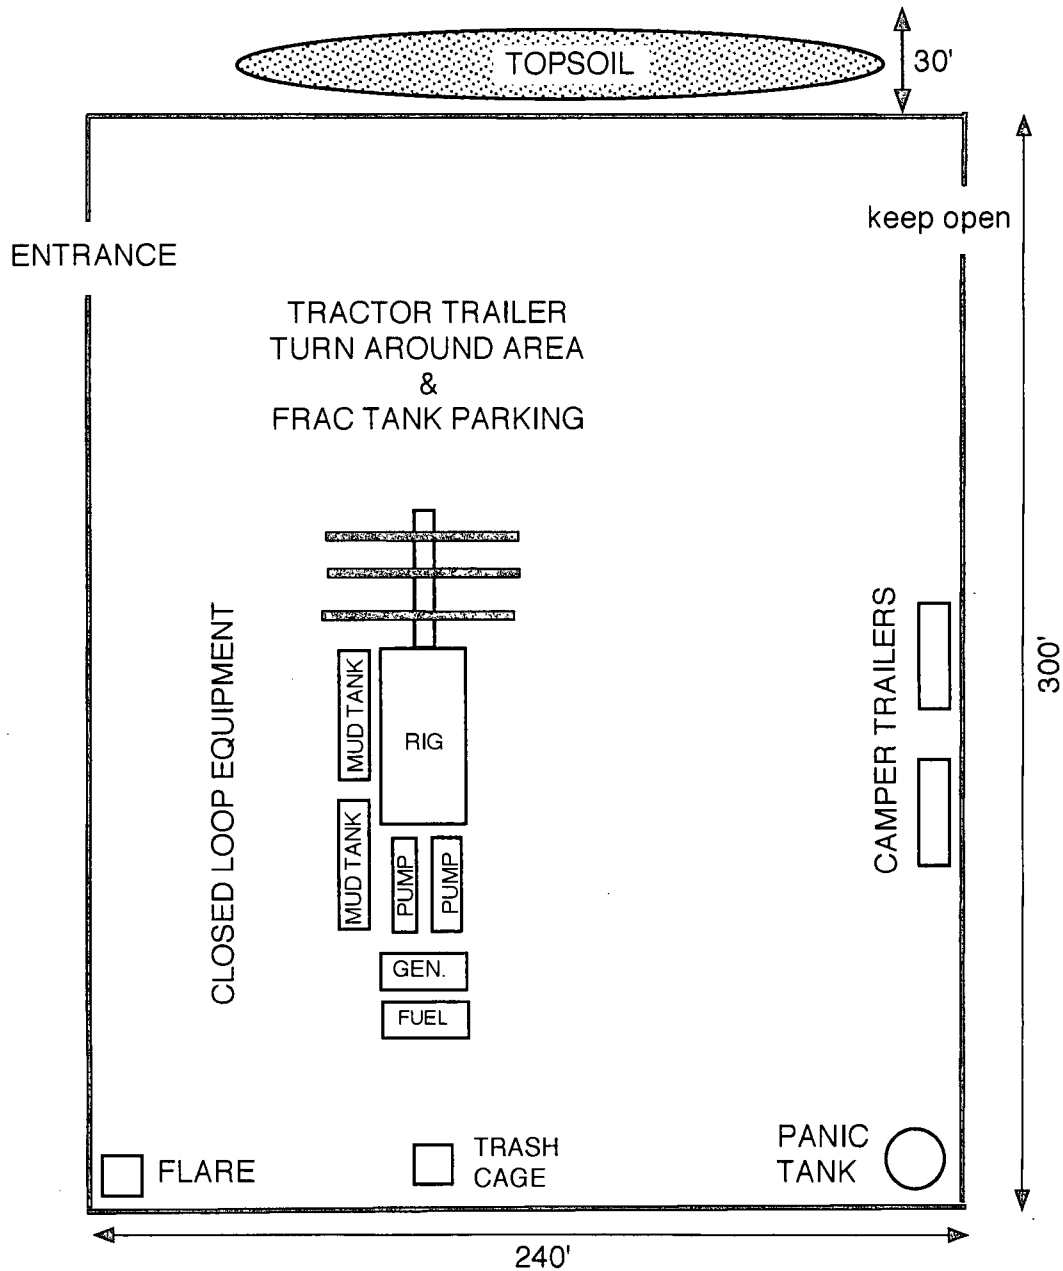 TOPSOIL
30'
keep open
ENTRANCE
TRACTOR TRAILER
TURN AROUND AREA
&
FRAC TANK PARKING
CLOSED LOOP EQUIPMENT
MUD TANK
RIG
MUD TANK
PUMP
PUMP
GEN.
FUEL
CAMPER TRAILERS
300'
FLARE
TRASH
CAGE
PANIC
TANK
240'